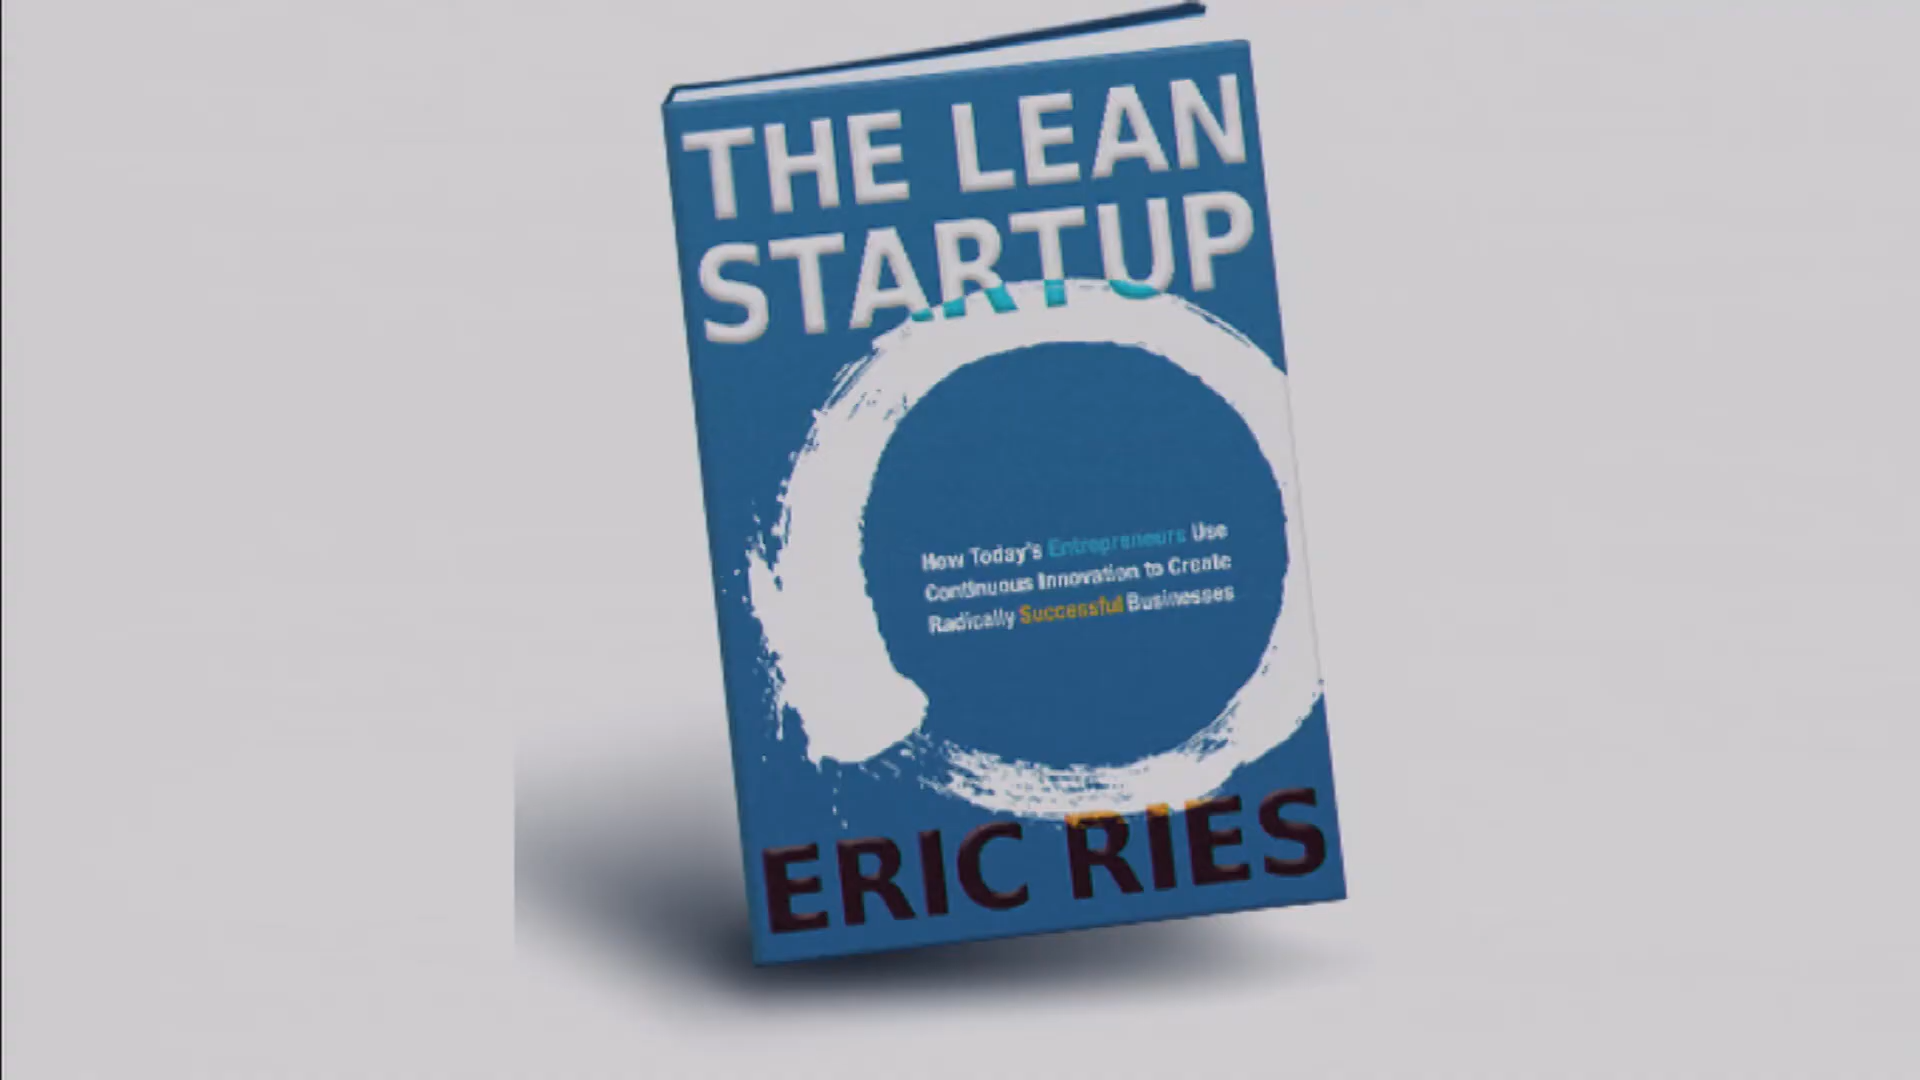 THE LEAN
STARTUP
How Today's Entrepreneurs Use
Continuous Innovation to Create
Radically Successful Businesses
ERIC RIES